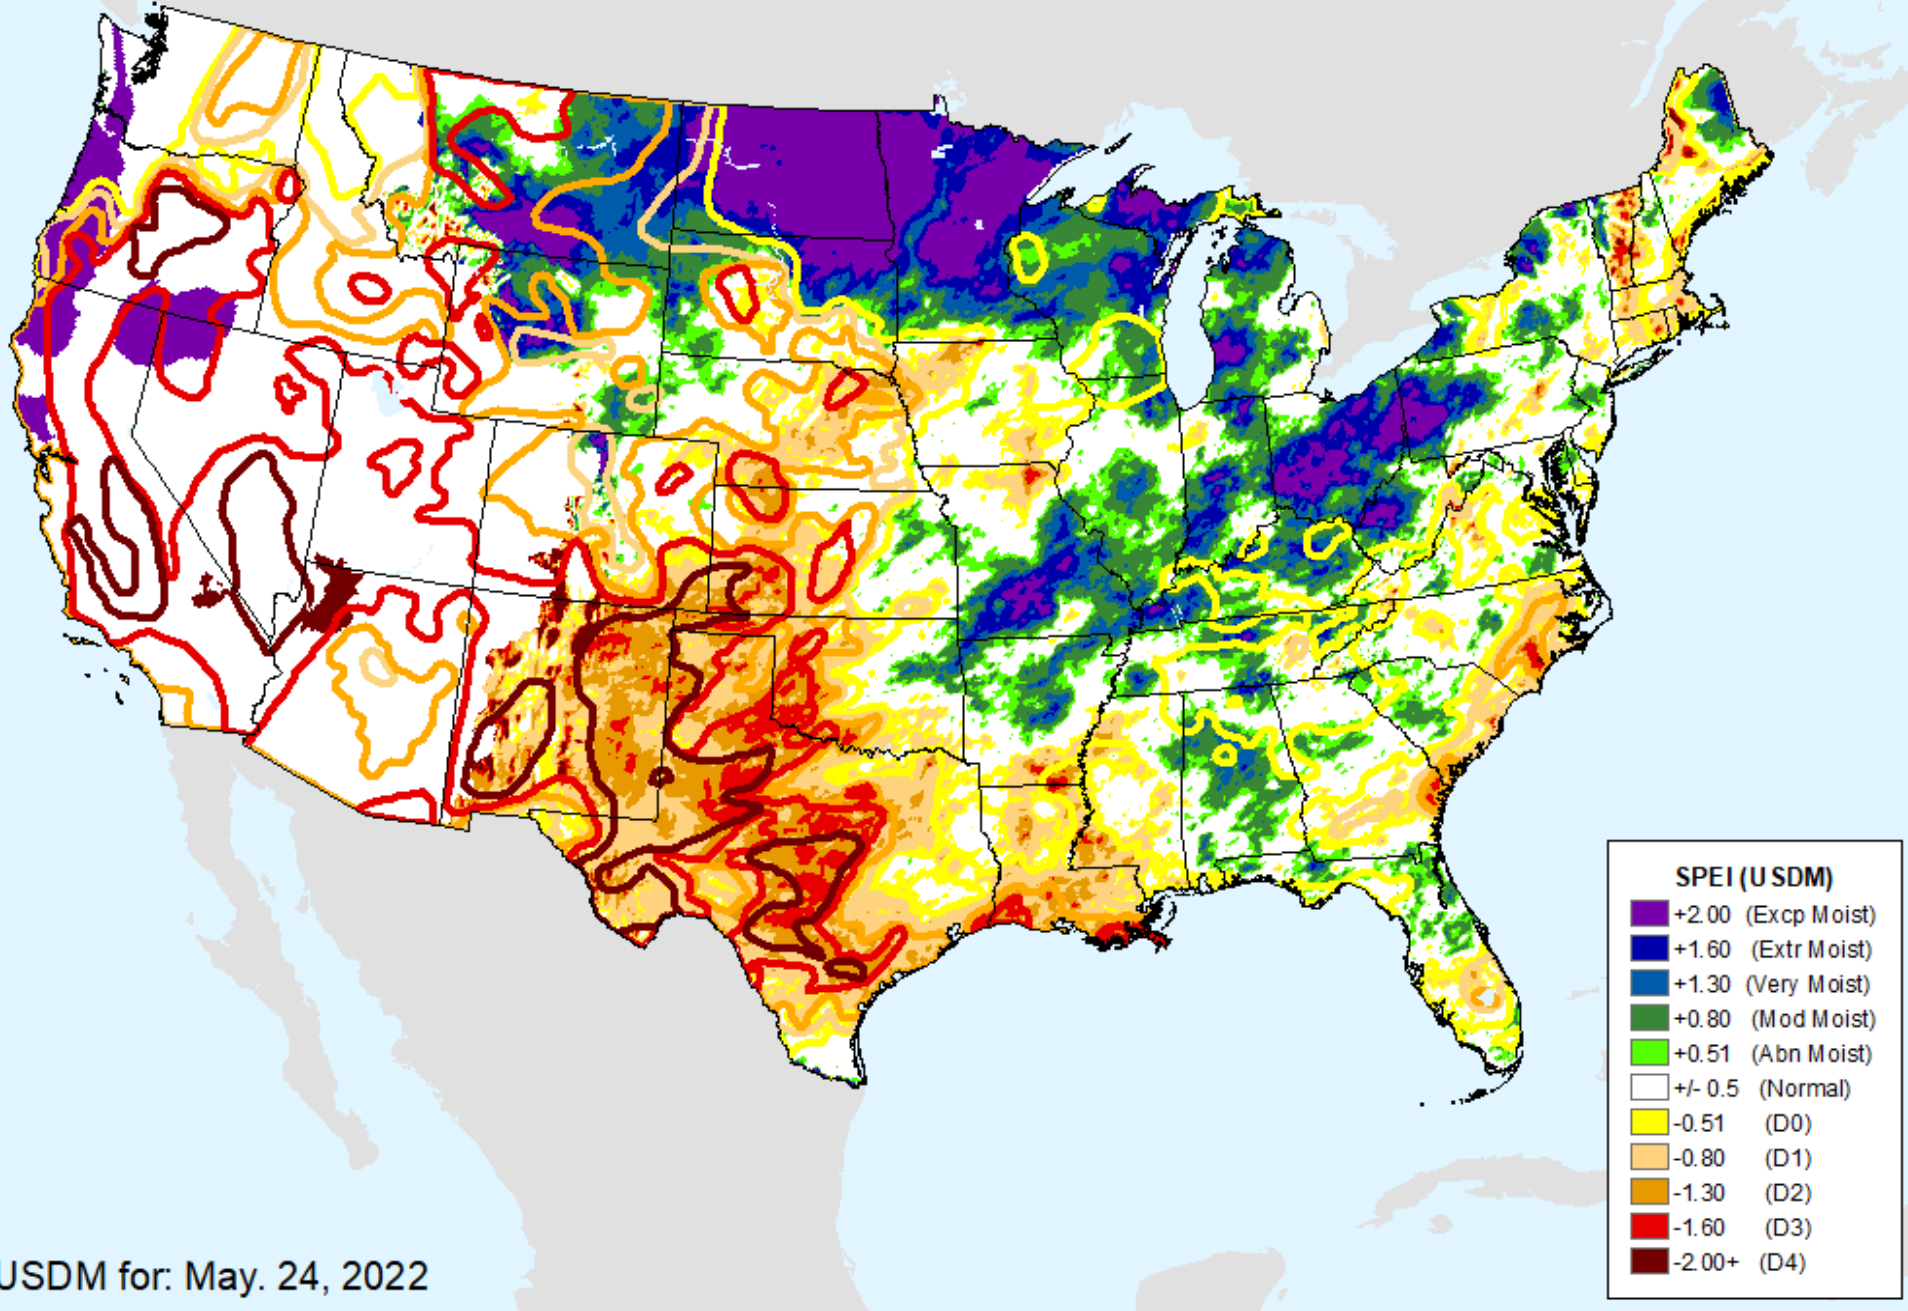 SPEI (USDM)
+2.00 (Excp Moist)
+1.60 (Extr Moist)
+1.30 (Very Moist)
+0.80 (Mod Moist)
+0.51 (Abn Moist)
+/- 0.5 (Normal)
-0.51 (D0)
-0.80 (D1)
-1.30 (D2)
-1.60 (D3)
-2.00+ (D4)
USDM for: May. 24, 2022